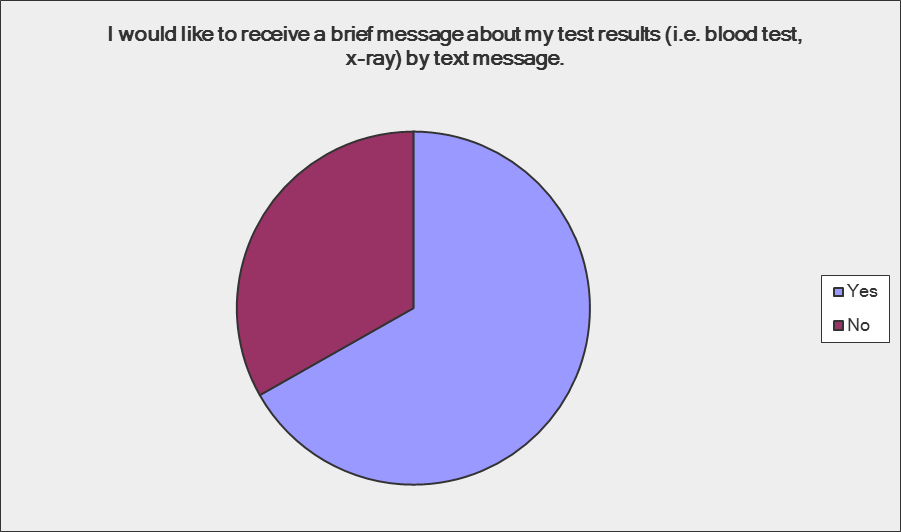 I would like to receive a brief message about my test results (i.e. blood test,
x-ray) by text message.
Yes
No